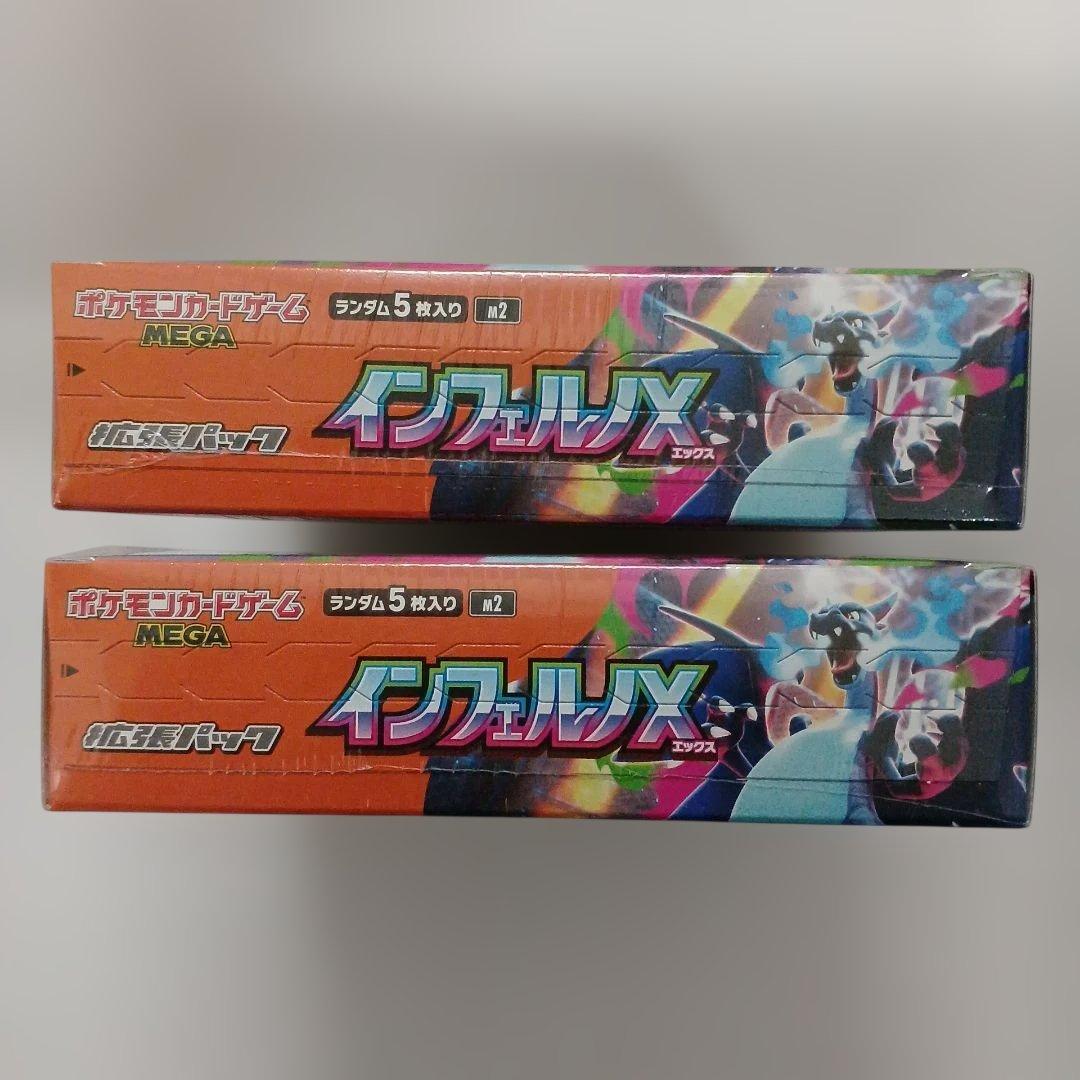 ポケモンカードゲーム
MEGA
ランダム5枚入り
M2
拡張パック
インフェルノX
エックス
ポケモンカードゲーム
MEGA
ランダム5枚入り
M2
拡張パック
インフェルノX
エックス